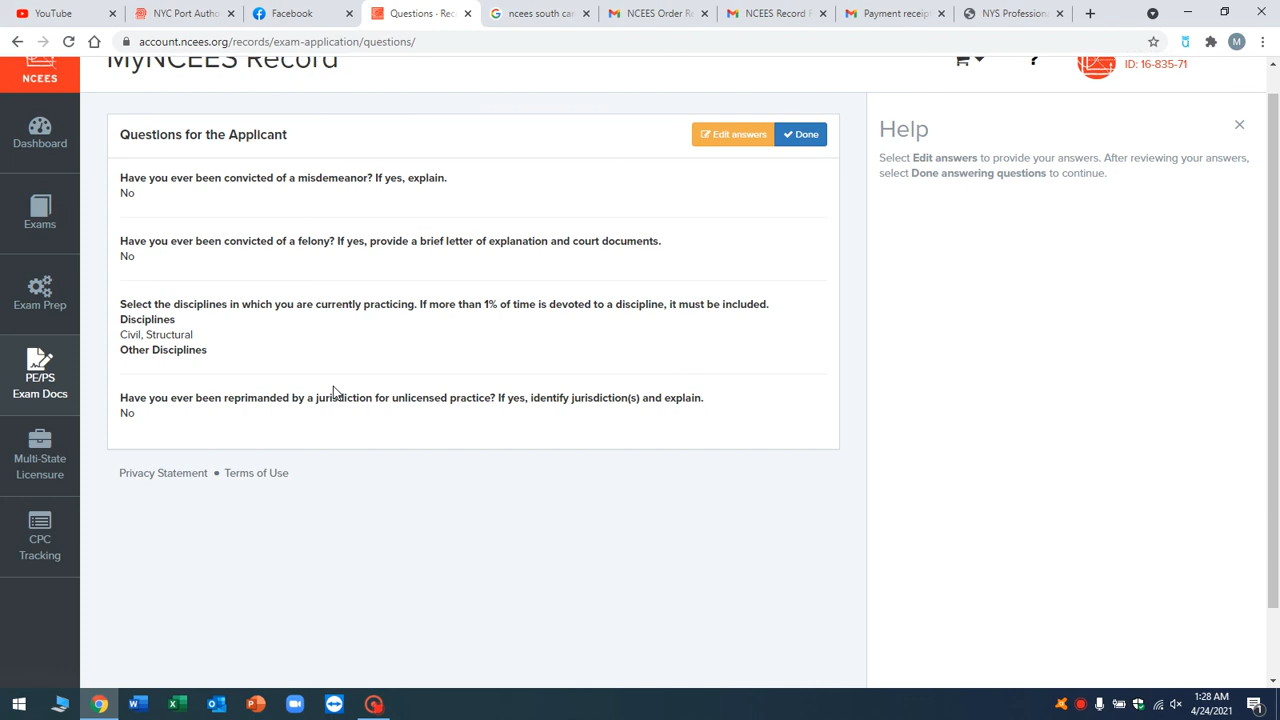 YouTube
NYC Port Autho
Facebook
Questions - Rec
ncees south car
NCEES Order Re
NCEES Record
Payment receip
NYS Profession
account.ncees.org/records/exam-application/questions/
M
NCEES
MyNCEES Record
ID: 16-835-71
Dashboard
Exams
Exam Prep
PE/PS
Exam Docs
Multi-State
Licensure
CPC
Tracking
Questions for the Applicant
Edit answers
Done
Have you ever been convicted of a misdemeanor? If yes, explain.
No
Have you ever been convicted of a felony? If yes, provide a brief letter of explanation and court documents.
No
Select the disciplines in which you are currently practicing. If more than 1% of time is devoted to a discipline, it must be included.
Disciplines
Civil, Structural
Other Disciplines
Have you ever been reprimanded by a jurisdiction for unlicensed practice? If yes, identify jurisdiction(s) and explain.
No
Privacy Statement • Terms of Use
Help
Select Edit answers to provide your answers. After reviewing your answers,
select Done answering questions to continue.
1:28 AM
4/24/2021